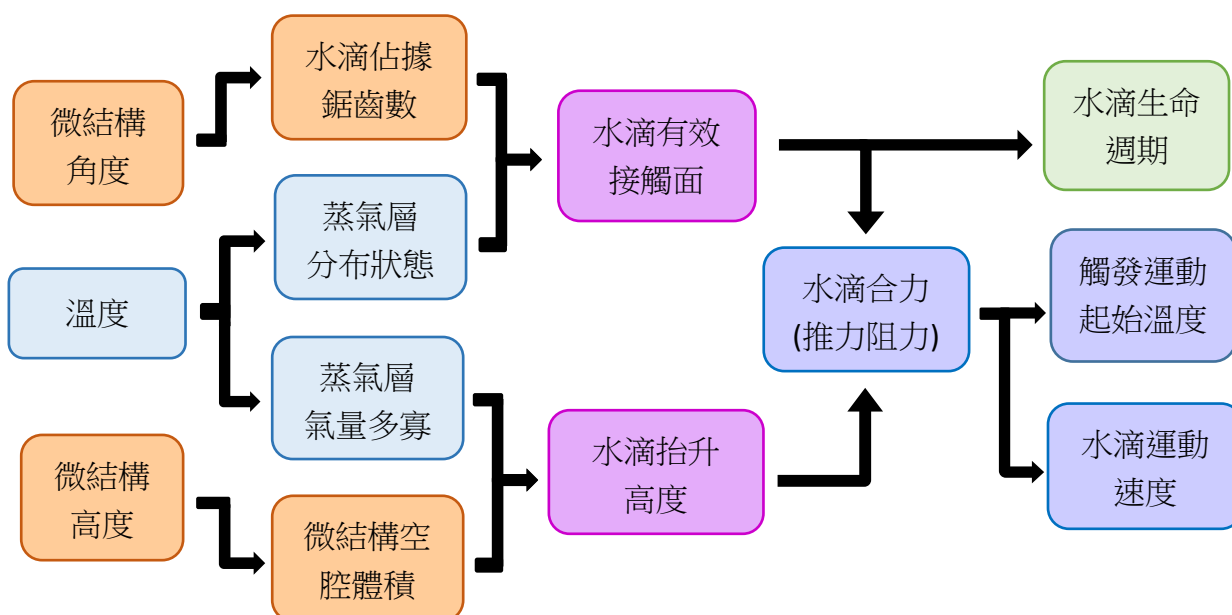 微結構
角度
溫度
微結構
高度
水滴佔據
鋸齒數
蒸氣層
分布狀態
蒸氣層
氣量多寡
微結構空
腔體積
水滴有效
接觸面
水滴抬升
高度
水滴合力
(推力阻力)
水滴生命
週期
觸發運動
起始溫度
水滴運動
速度